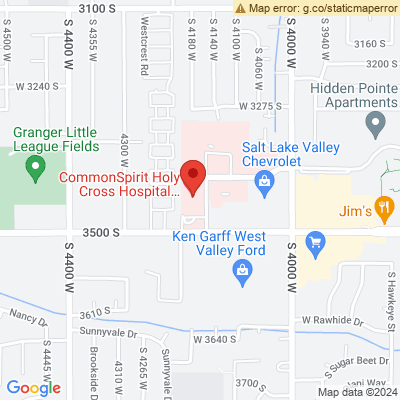 3100 S
Map error: g.co/staticmaperror
S 4500 W
S 4400 W
S 4355 W
Westcrest Rd
S 4180 W
S 4140 W
S 4100 W
S 4060 W
S 4000 W
S 3940 W
3160 S
3200 S
W 3240 S
W 3275 S
Hidden Pointe
Apartments
Granger Little
League Fields
4300 W
Salt Lake Valley
Chevrolet
CommonSpirit Holy
Cross Hospital...
Jim's
3500 S
Ken Garff West
Valley Ford
S 4400 W
S 4000 W
S Hawkeye St
3610 S
Nancy Dr
Sunnyvale Dr
W Rawhide Dr
W 3640 S
S 4445 W
Brookside Dr
4310 W
S 4265 W
Sunnyvale
3700 S
S Sugar Beet Dr
Way
Google
Map data ©2024